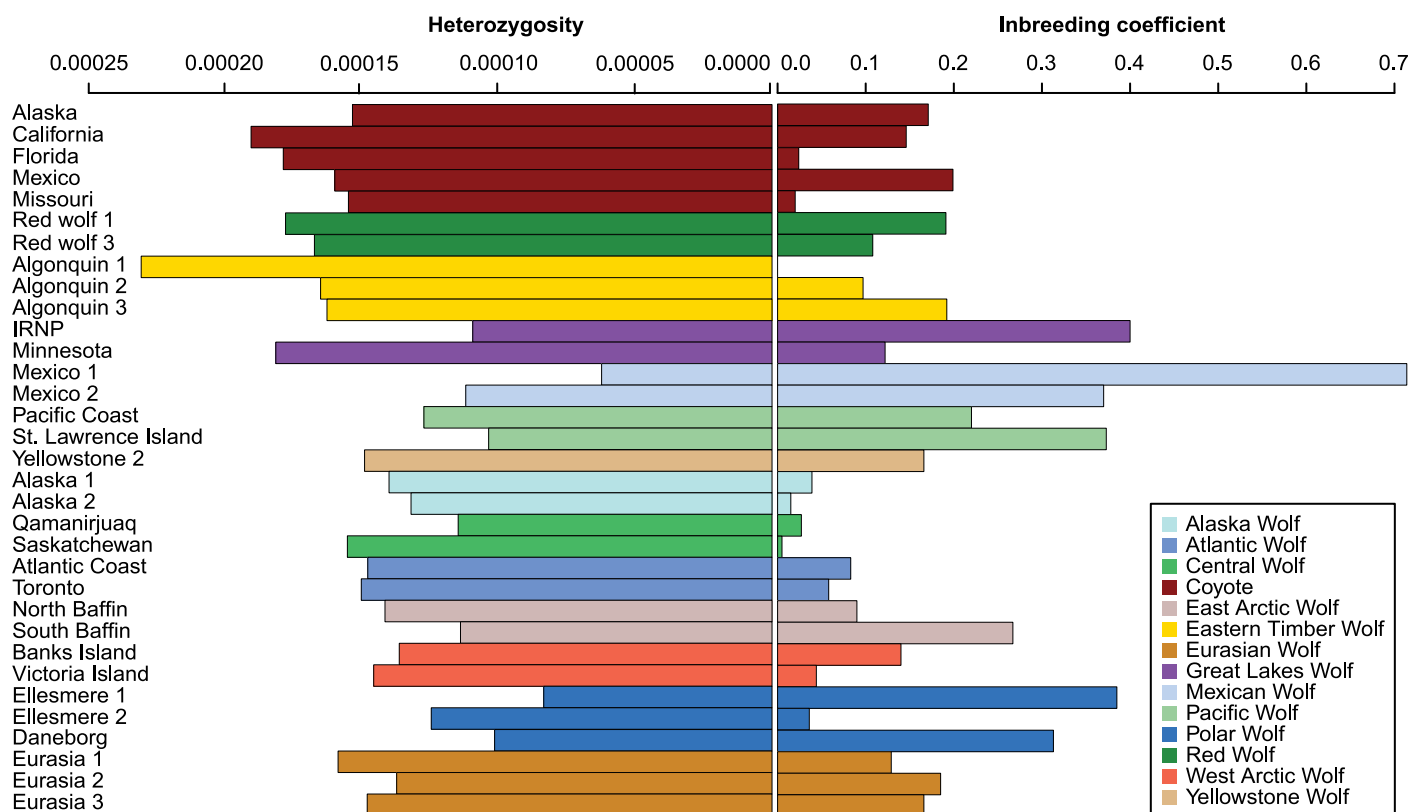 Heterozygosity Inbreeding coefficient
0.00025 0.00020 0.00015 0.00010 0.00005 0.0000 0.0 0.1 0.2 0.3 0.4 0.5 0.6 0.7
Alaska
California
Florida
Mexico
Missouri
Red wolf 1
Red wolf 3
Algonquin 1
Algonquin 2
Algonquin 3
IRNP
Minnesota
Mexico 1
Mexico 2
Pacific Coast
St. Lawrence Island
Yellowstone 2
Alaska 1
Alaska 2
Qamanirjuaq
Saskatchewan
Atlantic Coast
Toronto
North Baffin
South Baffin
Banks Island
Victoria Island
Ellesmere 1
Ellesmere 2
Daneborg
Eurasia 1
Eurasia 2
Eurasia 3
Alaska Wolf
Atlantic Wolf
Central Wolf
Coyote
East Arctic Wolf
Eastern Timber Wolf
Eurasian Wolf
Great Lakes Wolf
Mexican Wolf
Pacific Wolf
Polar Wolf
Red Wolf
West Arctic Wolf
Yellowstone Wolf